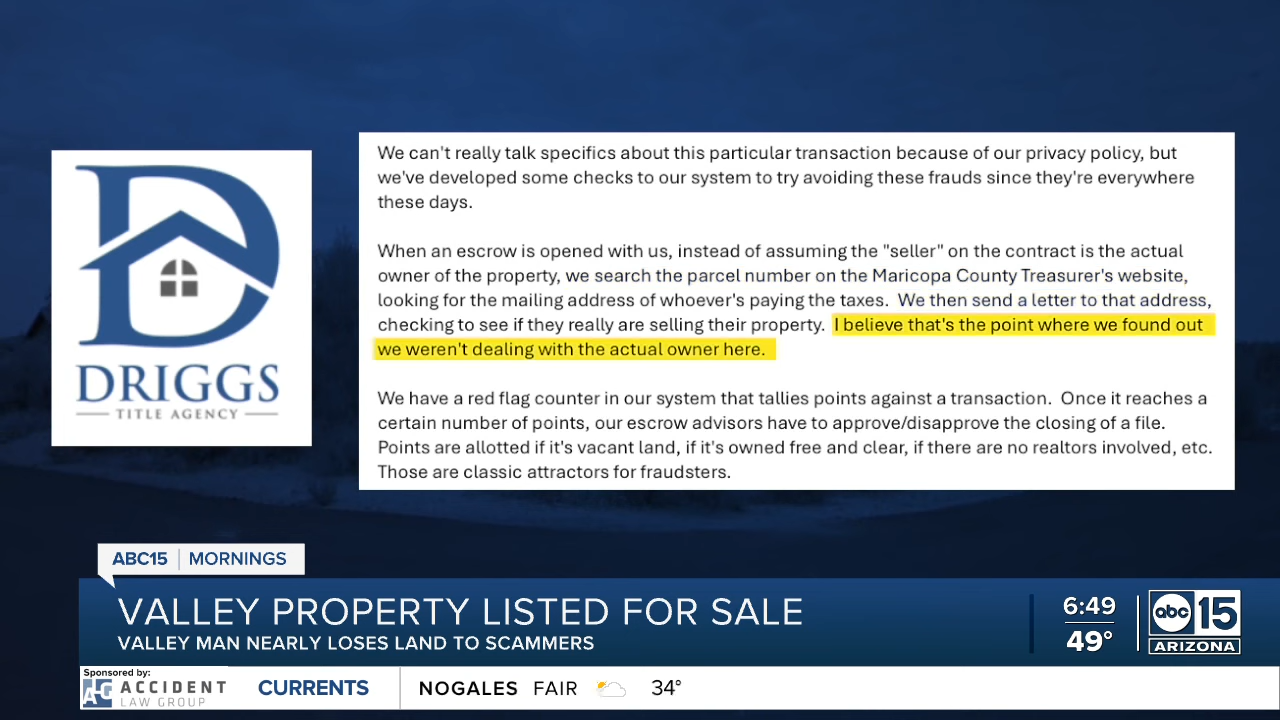 We can't really talk specifics about this particular transaction because of our privacy policy, but
we've developed some checks to our system to try avoiding these frauds since they're everywhere
these days.
When an escrow is opened with us, instead of assuming the "seller" on the contract is the actual
owner of the property, we search the parcel number on the Maricopa County Treasurer's website,
looking for the mailing address of whoever's paying the taxes.  We then send a letter to that address,
checking to see if they really are selling their property.  I believe that's the point where we found out
we weren't dealing with the actual owner here.
We have a red flag counter in our system that tallies points against a transaction.  Once it reaches a
certain number of points, our escrow advisors have to approve/disapprove the closing of a file.
Points are allotted if it's vacant land, if it's owned free and clear, if there are no realtors involved, etc.
Those are classic attractors for fraudsters.
D
DRIGGS
TITLE AGENCY
ABC15 | MORNINGS
VALLEY PROPERTY LISTED FOR SALE
VALLEY MAN NEARLY LOSES LAND TO SCAMMERS
6:49
49°
abc 15
ARIZONA
Sponsored by:
AG ACCIDENT
LAW GROUP
CURRENTS
NOGALES FAIR 34°